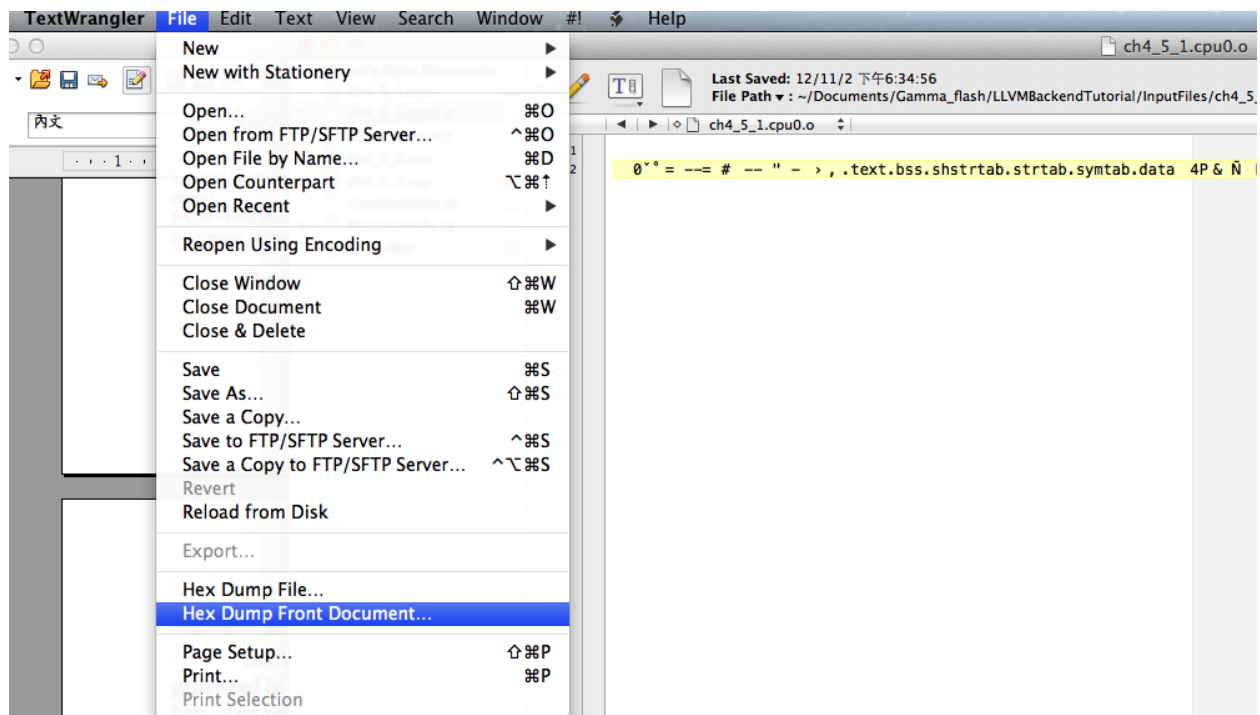 TextWrangler File Edit Text View Search Window #! Help
ch4_5_1.cpu0.o
Last Saved: 12/11/2 下午6:34:56
File Path ▾ : ~/Documents/Gamma_flash/LLVMBackendTutorial/InputFiles/ch4_5_
內文
ch4_5_1.cpu0.o
1
1
2
0ˇ° = --= # -- " - › , .text.bss.shstrtab.strtab.symtab.data 4P & Ñ
New ▶
New with Stationery ▶
Open... ⌘O
Open from FTP/SFTP Server... ^⌘O
Open File by Name... ⌘D
Open Counterpart ⌥⌘↑
Open Recent ▶
Reopen Using Encoding ▶
Close Window ⇧⌘W
Close Document ⌘W
Close & Delete
Save ⌘S
Save As... ⇧⌘S
Save a Copy...
Save to FTP/SFTP Server... ^⌘S
Save a Copy to FTP/SFTP Server... ^⌥⌘S
Revert
Reload from Disk
Export...
Hex Dump File...
Hex Dump Front Document...
Page Setup... ⇧⌘P
Print... ⌘P
Print Selection